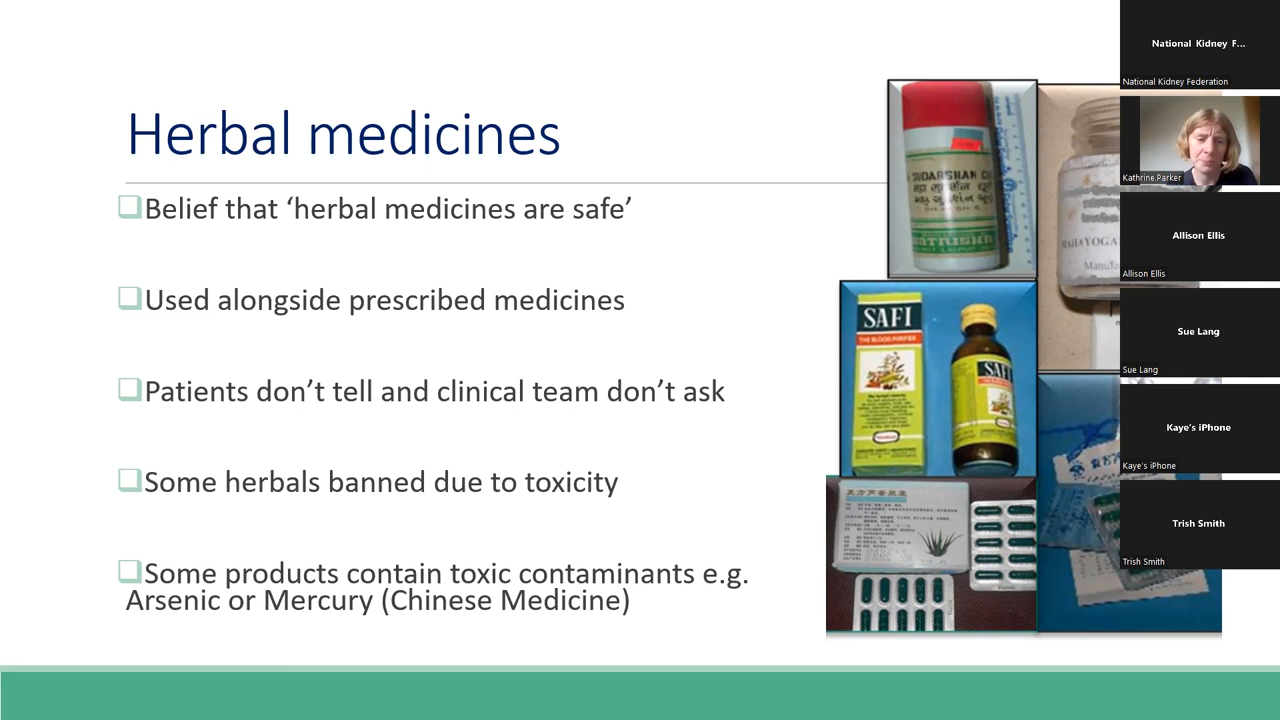 Herbal medicines
Belief that ‘herbal medicines are safe’
Used alongside prescribed medicines
Patients don’t tell and clinical team don’t ask
Some herbals banned due to toxicity
Some products contain toxic contaminants e.g.
Arsenic or Mercury (Chinese Medicine)
SUDARSHAN
SAFI
THE BLOOD PURIFIER
National Kidney F...
National Kidney Federation
Kathrine.Parker
Allison Ellis
Allison Ellis
Sue Lang
Sue Lang
Kaye's iPhone
Kaye's iPhone
Trish Smith
Trish Smith